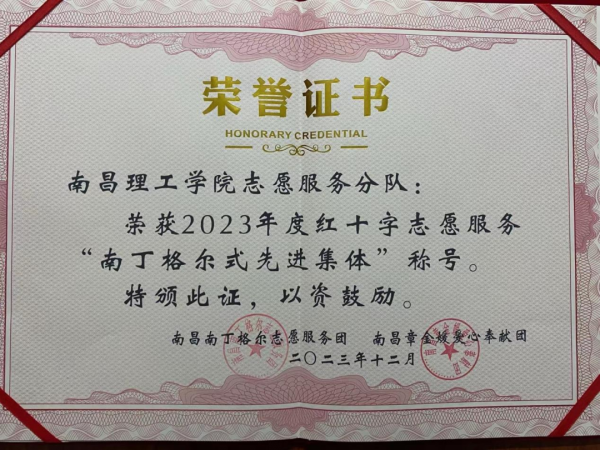 荣誉证书
HONORARY CREDENTIAL
南昌理工学院志愿服务分队：
荣获2023年度红十字志愿服务
“南丁格尔式先进集体”称号。
特颁此证，以资鼓励。
南昌南丁格尔志愿服务团 南昌章金媛爱心奉献团
二〇二三年十二月